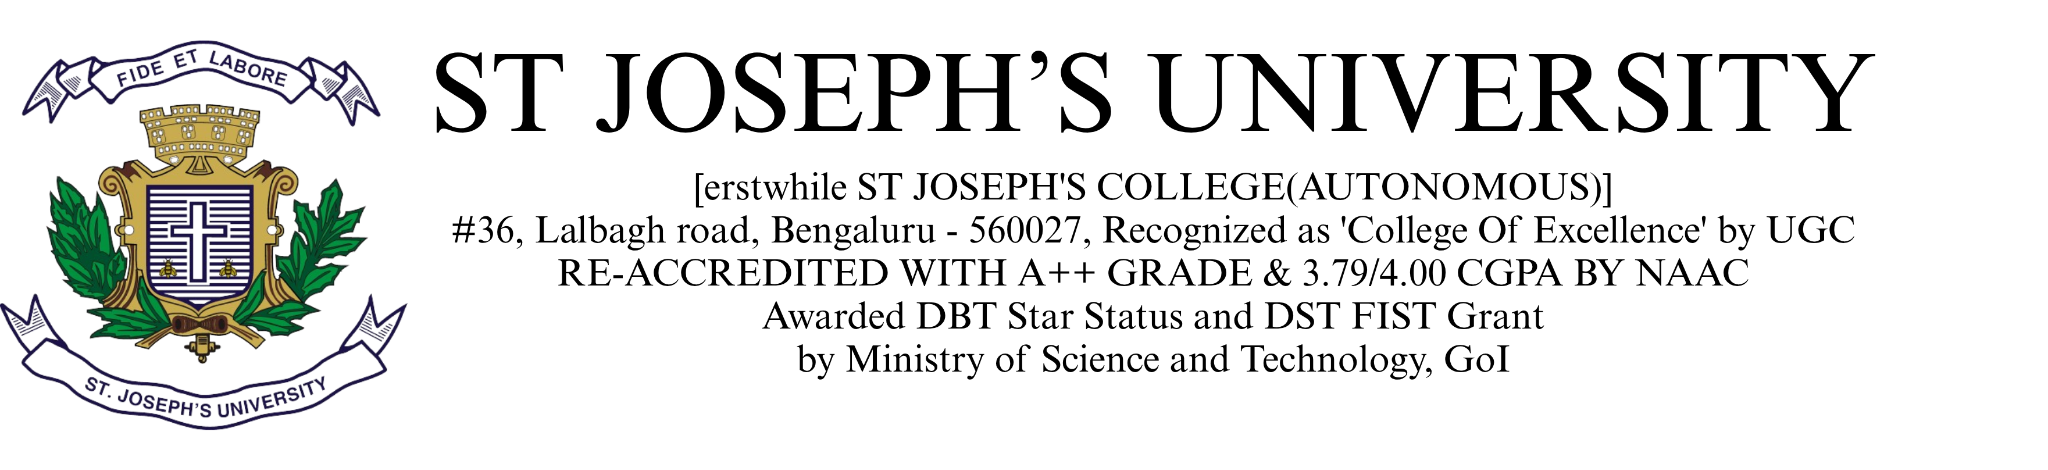 FIDE ET LABORE
ST. JOSEPH'S UNIVERSITY
ST JOSEPH’S UNIVERSITY
[erstwhile ST JOSEPH'S COLLEGE(AUTONOMOUS)]
#36, Lalbagh road, Bengaluru - 560027, Recognized as 'College Of Excellence' by UGC
RE-ACCREDITED WITH A++ GRADE & 3.79/4.00 CGPA BY NAAC
Awarded DBT Star Status and DST FIST Grant
by Ministry of Science and Technology, GoI